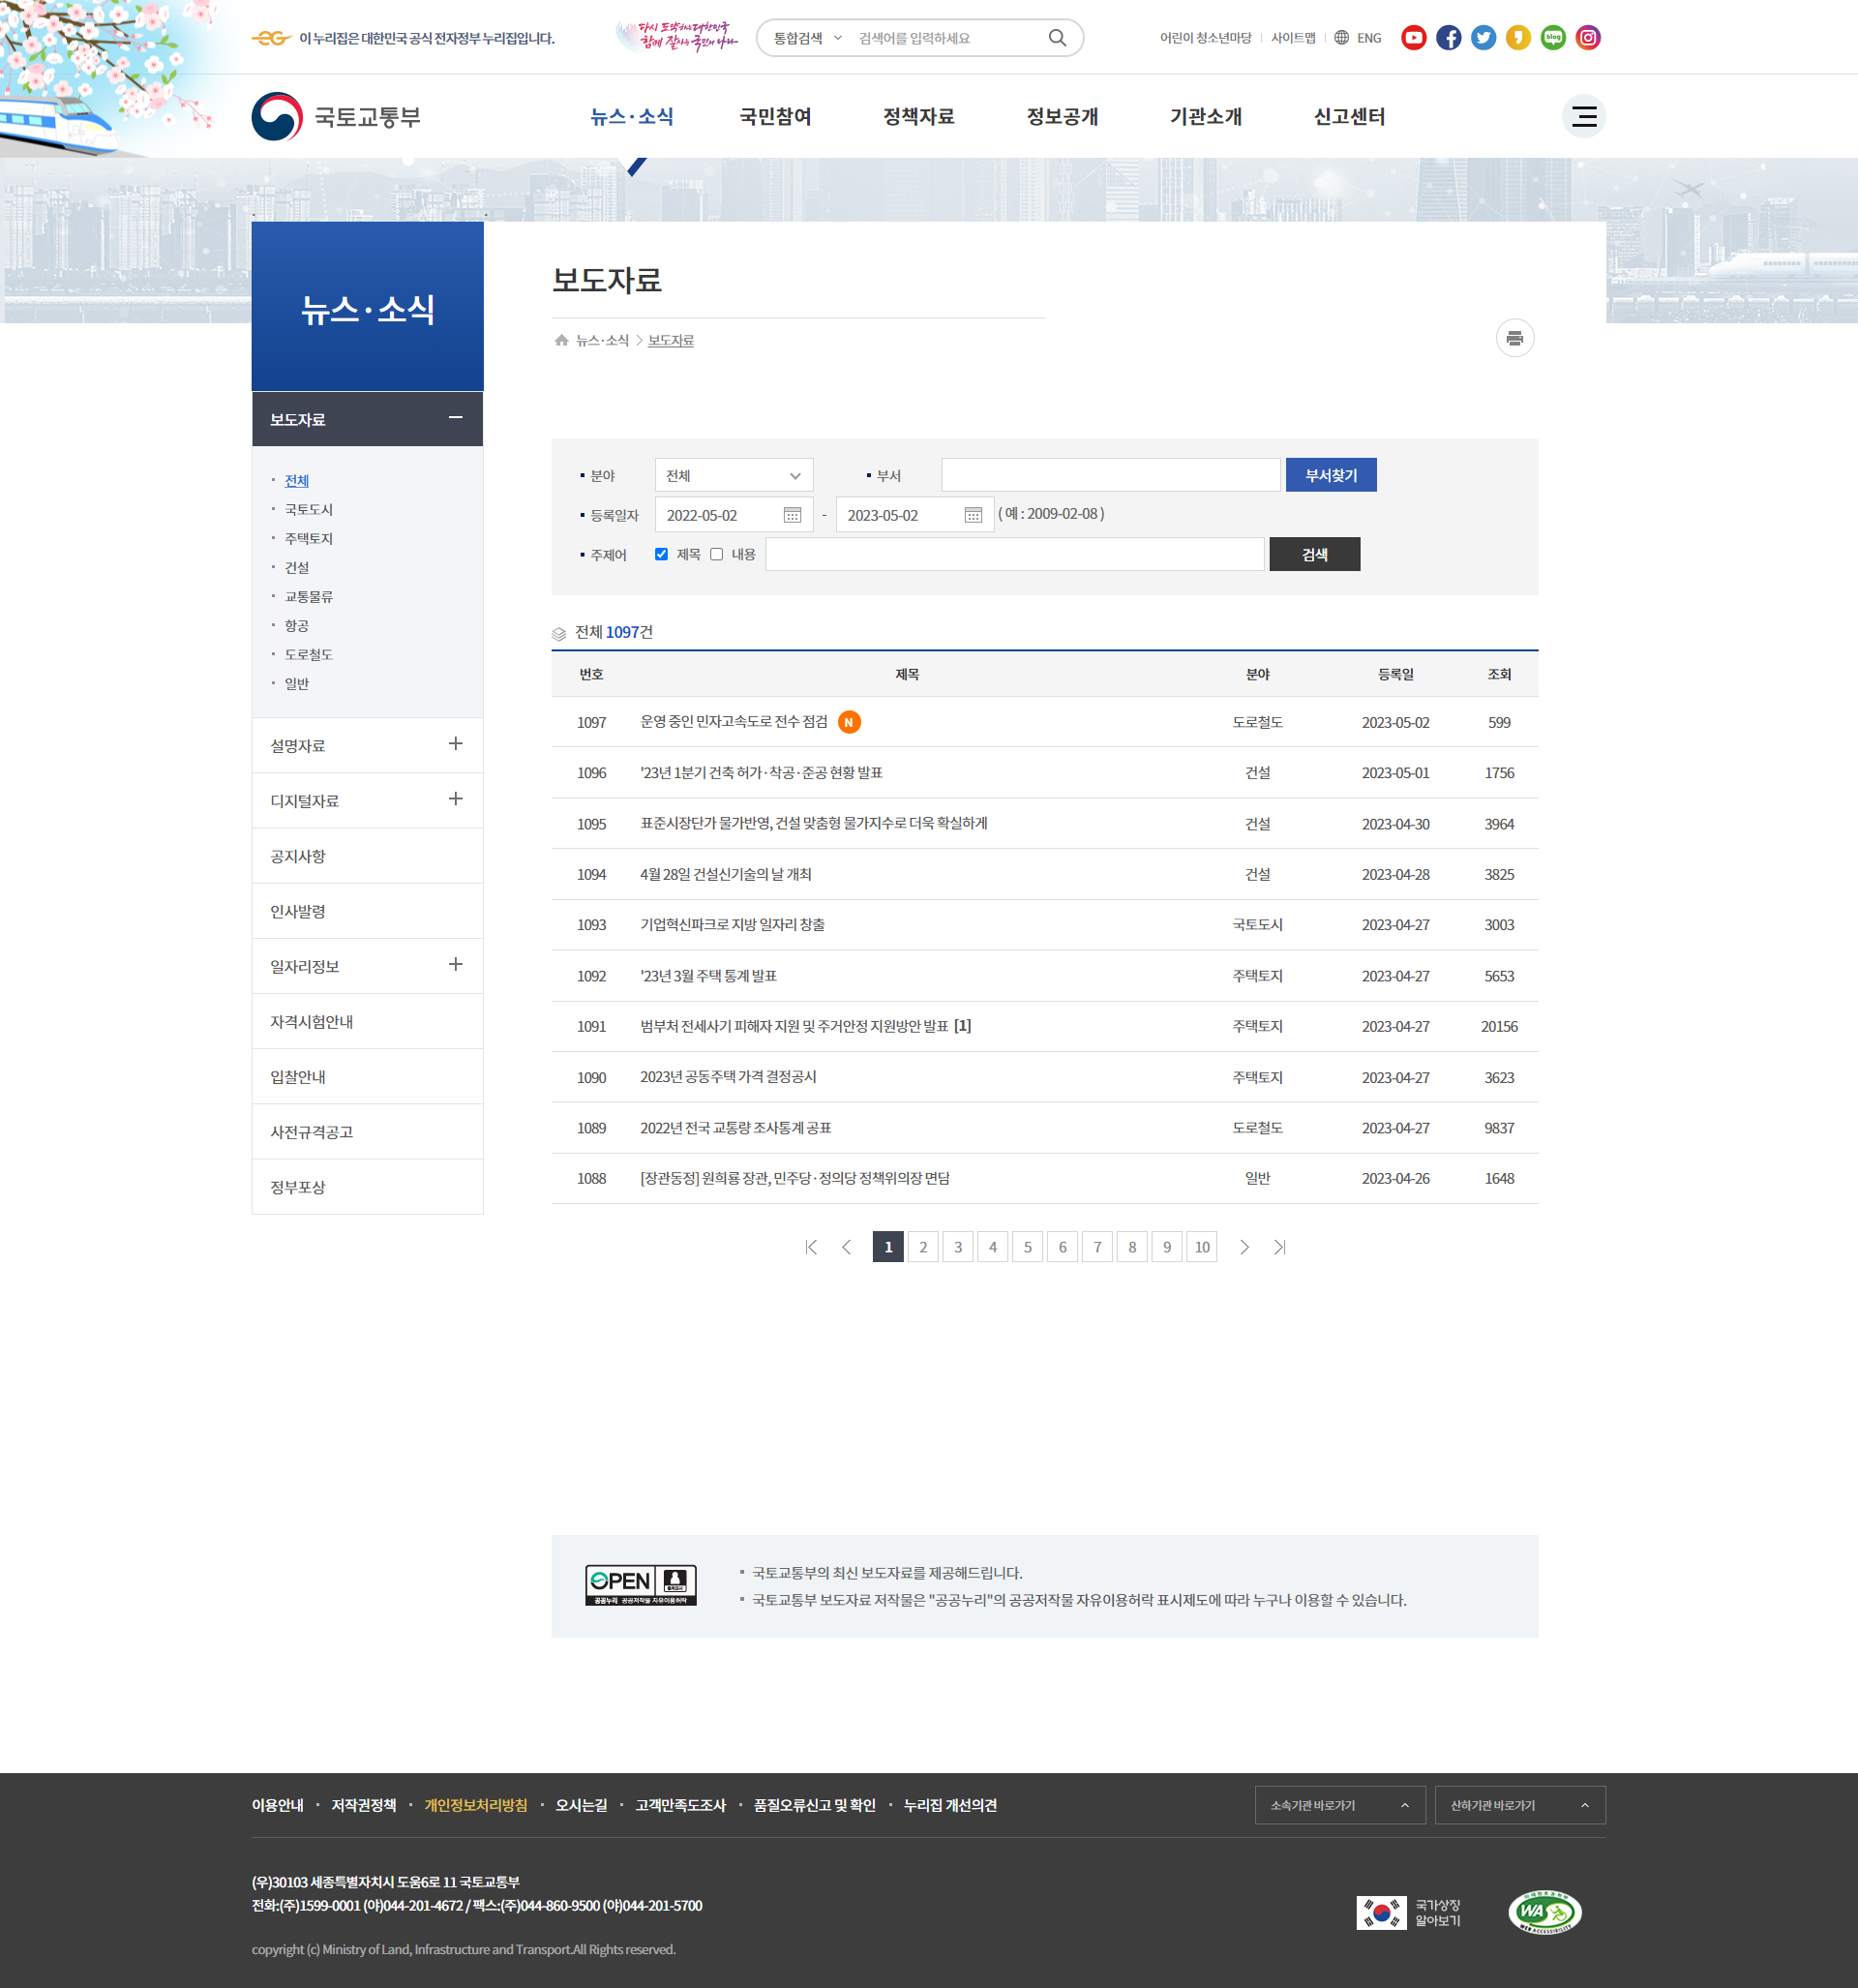 이 누리집은 대한민국 공식 전자정부 누리집입니다.
다시 도약하는 대한민국
함께 잘사는 국민의 나라
통합검색
검색어를 입력하세요
어린이 청소년마당
사이트맵
ENG
blog
국토교통부
뉴스·소식
국민참여
정책자료
정보공개
기관소개
신고센터
뉴스·소식
보도자료
전체
국토도시
주택토지
건설
교통물류
항공
도로철도
일반
설명자료
디지털자료
공지사항
인사발령
일자리정보
자격시험안내
입찰안내
사전규격공고
정부포상
보도자료
뉴스·소식 > 보도자료
분야 전체 부서 부서찾기
등록일자 2022-05-02 - 2023-05-02 ( 예 : 2009-02-08 )
주제어 제목 내용 검색
전체 1097건
번호 제목 분야 등록일 조회
1097 운영 중인 민자고속도로 전수 점검 N 도로철도 2023-05-02 599
1096 '23년 1분기 건축 허가·착공·준공 현황 발표 건설 2023-05-01 1756
1095 표준시장단가 물가반영, 건설 맞춤형 물가지수로 더욱 확실하게 건설 2023-04-30 3964
1094 4월 28일 건설신기술의 날 개최 건설 2023-04-28 3825
1093 기업혁신파크로 지방 일자리 창출 국토도시 2023-04-27 3003
1092 '23년 3월 주택 통계 발표 주택토지 2023-04-27 5653
1091 범부처 전세사기 피해자 지원 및 주거안정 지원방안 발표 [1] 주택토지 2023-04-27 20156
1090 2023년 공동주택 가격 결정공시 주택토지 2023-04-27 3623
1089 2022년 전국 교통량 조사통계 공표 도로철도 2023-04-27 9837
1088 [장관동정] 원희룡 장관, 민주당·정의당 정책위의장 면담 일반 2023-04-26 1648
1 2 3 4 5 6 7 8 9 10
OPEN
출처표시
공공누리 공공저작물 자유이용허락
국토교통부의 최신 보도자료를 제공해드립니다.
국토교통부 보도자료 저작물은 "공공누리"의 공공저작물 자유이용허락 표시제도에 따라 누구나 이용할 수 있습니다.
이용안내
저작권정책
개인정보처리방침
오시는길
고객만족도조사
품질오류신고 및 확인
누리집 개선의견
소속기관 바로가기
산하기관 바로가기
(우)30103 세종특별자치시 도움6로 11 국토교통부
전화:(주)1599-0001 (야)044-201-4672 / 팩스:(주)044-860-9500 (야)044-201-5700
copyright (c) Ministry of Land, Infrastructure and Transport.All Rights reserved.
국가상징
알아보기
WA
WEB ACCESSIBILITY